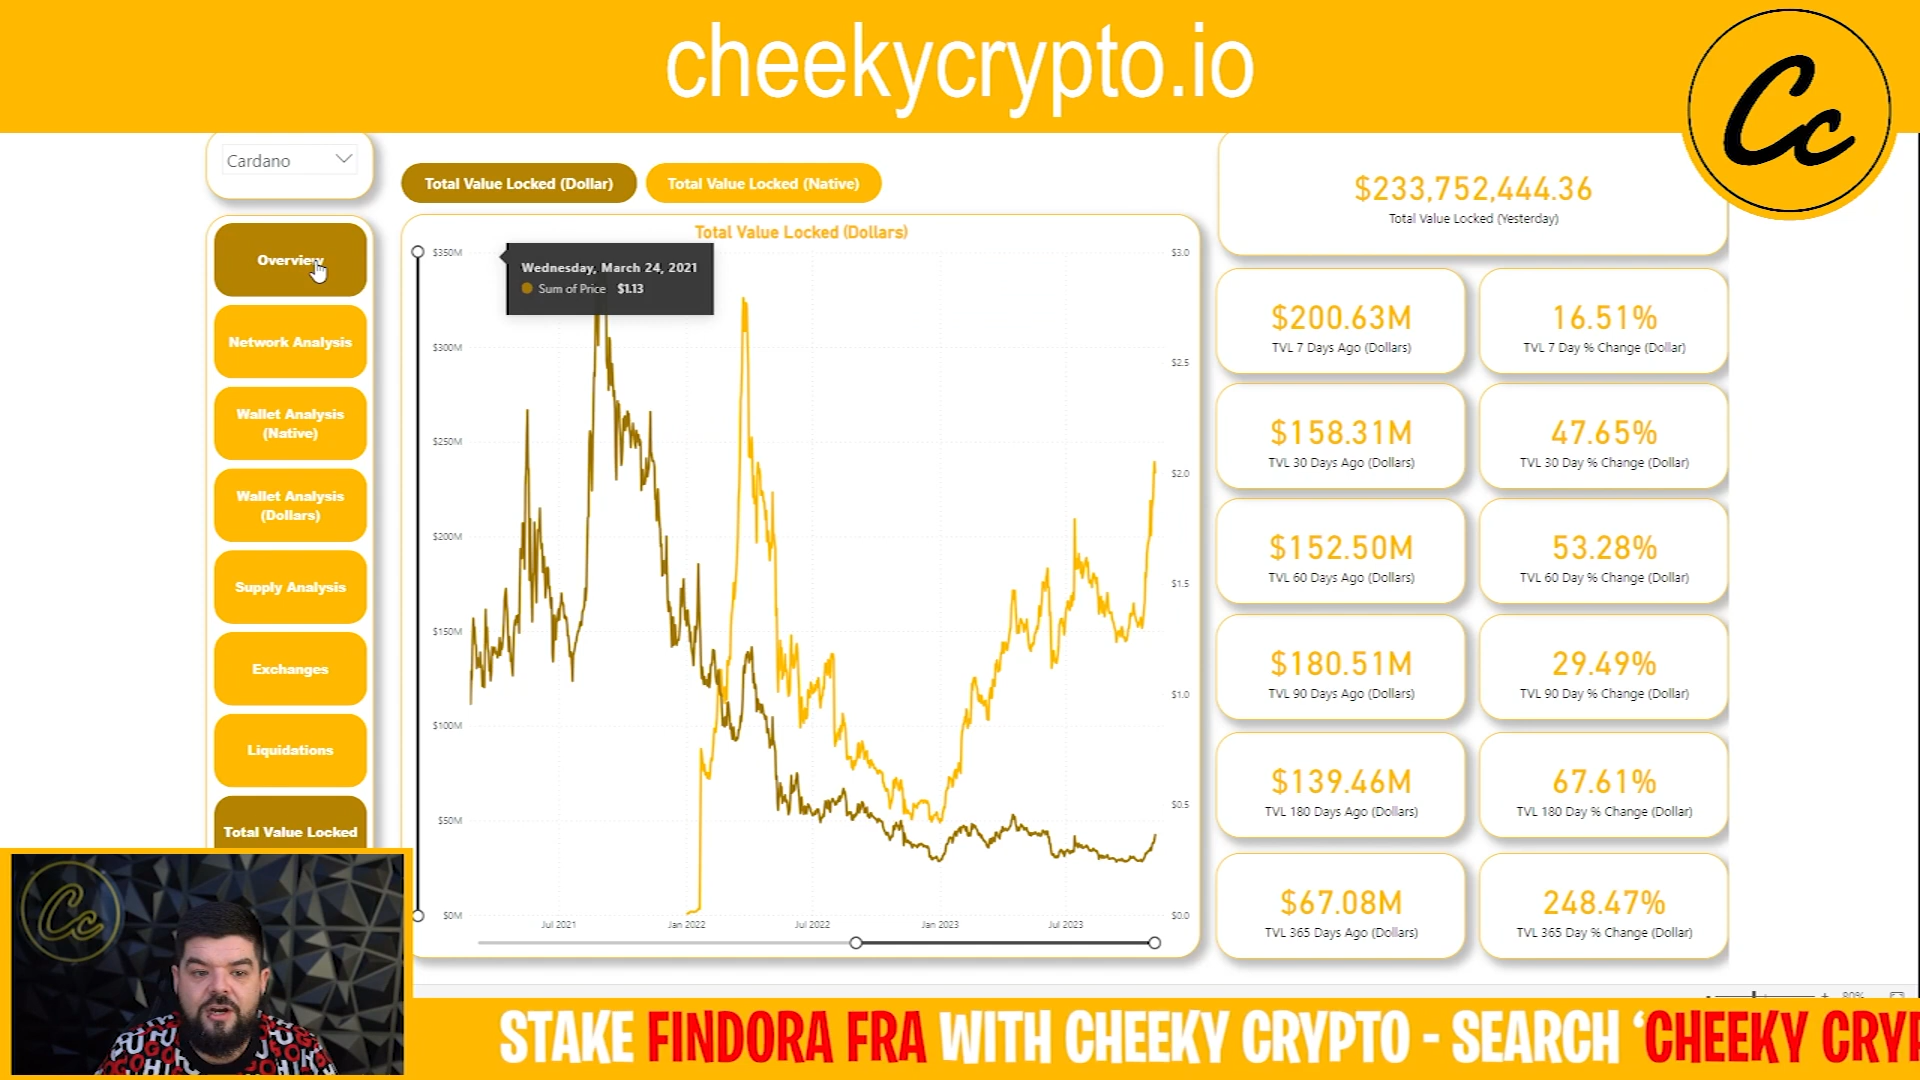 cheekycrypto.io
Cc
Cardano
Total Value Locked (Dollar)
Total Value Locked (Native)
Overview
Network Analysis
Wallet Analysis
(Native)
Wallet Analysis
(Dollars)
Supply Analysis
Exchanges
Liquidations
Total Value Locked
Total Value Locked (Dollars)
Wednesday, March 24, 2021
Sum of Price $1.13
$350M
$300M
$250M
$200M
$150M
$100M
$50M
$0M
$3.0
$2.5
$2.0
$1.5
$1.0
$0.5
$0.0
Jul 2021
Jan 2022
Jul 2022
Jan 2023
Jul 2023
$233,752,444.36
Total Value Locked (Yesterday)
$200.63M
TVL 7 Days Ago (Dollars)
16.51%
TVL 7 Day % Change (Dollar)
$158.31M
TVL 30 Days Ago (Dollars)
47.65%
TVL 30 Day % Change (Dollar)
$152.50M
TVL 60 Days Ago (Dollars)
53.28%
TVL 60 Day % Change (Dollar)
$180.51M
TVL 90 Days Ago (Dollars)
29.49%
TVL 90 Day % Change (Dollar)
$139.46M
TVL 180 Days Ago (Dollars)
67.61%
TVL 180 Day % Change (Dollar)
$67.08M
TVL 365 Days Ago (Dollars)
248.47%
TVL 365 Day % Change (Dollar)
Cc
STAKE FINDORA FRA WITH CHEEKY CRYPTO - SEARCH 'CHEEKY CRYP